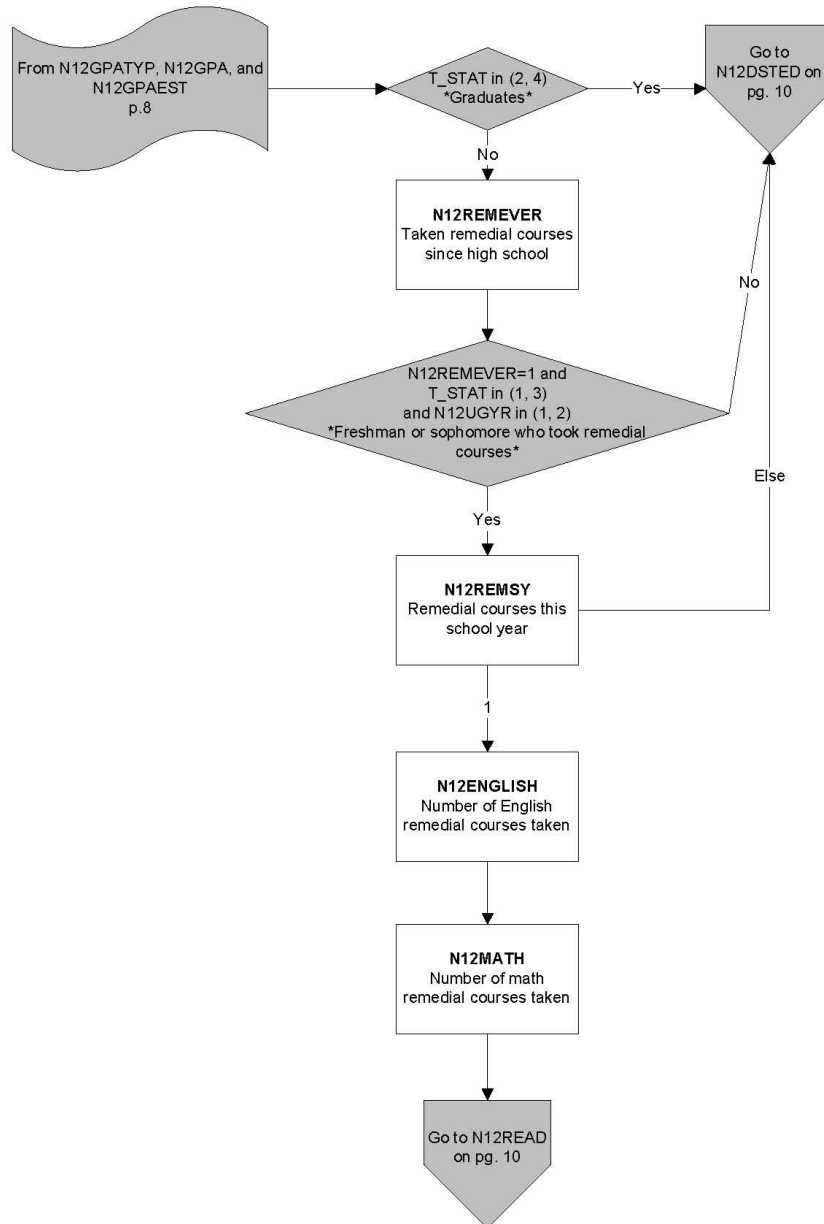 From N12GPATYP, N12GPA, and
N12GPAEST
p.8
T_STAT in (2, 4)
*Graduates*
Yes
Go to
N12DSTED on
pg. 10
No
N12REMEVER
Taken remedial courses
since high school
No
N12REMEVER=1 and
T_STAT in (1, 3)
and N12UGYR in (1, 2)
*Freshman or sophomore who took remedial
courses*
Else
Yes
N12REMSY
Remedial courses this
school year
1
N12ENGLISH
Number of English
remedial courses taken
N12MATH
Number of math
remedial courses taken
Go to N12READ
on pg. 10